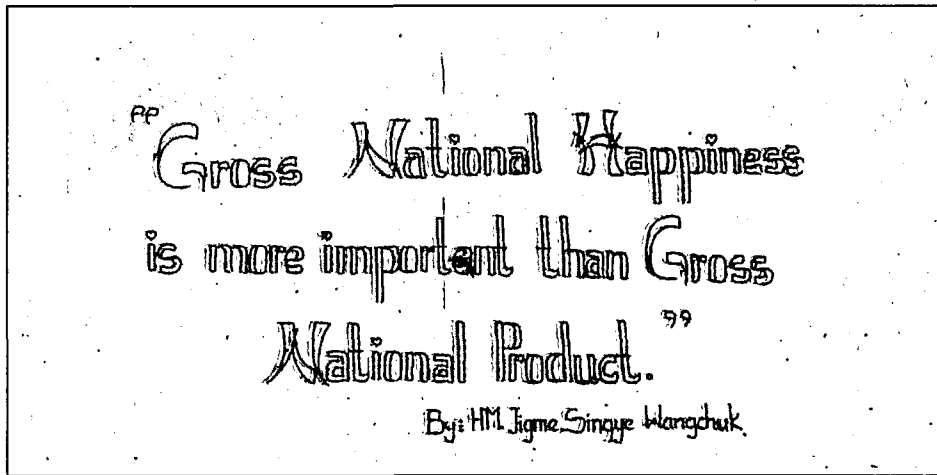 "Gross National Happiness
is more important than Gross
National Product."
By: HM Jigme Singye Wangchuk.